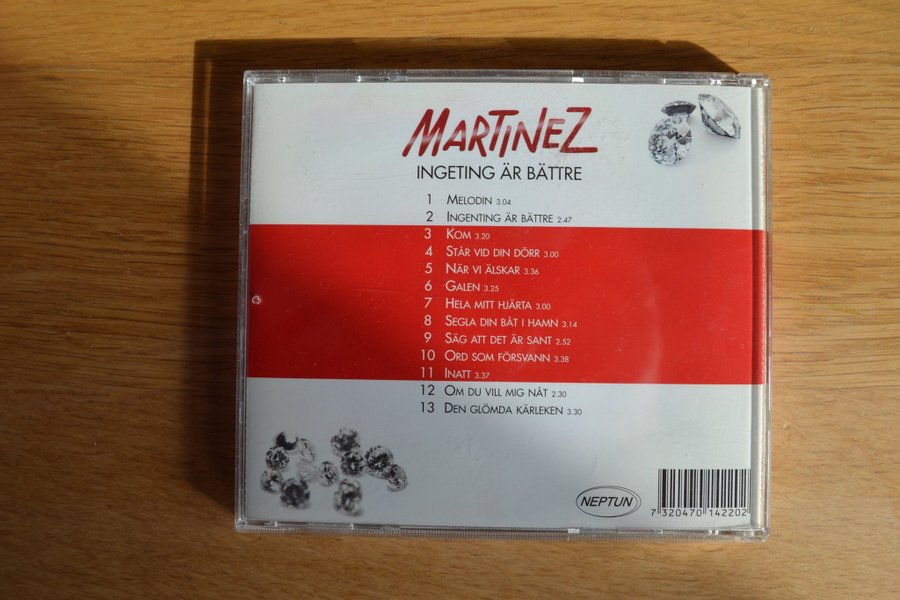 MARTINEZ
INGETING ÄR BÄTTRE
1 MELODIN 3.04
2 INGENTING ÄR BÄTTRE 2.47
3 KOM 3.20
4 STÅR VID DIN DÖRR 3.00
5 NÄR VI ÄLSKAR 3.36
6 GALEN 3.25
7 HELA MITT HJÄRTA 3.00
8 SEGLA DIN BÅT I HAMN 3.14
9 SÄG ATT DET ÄR SANT 2.52
10 ORD SOM FÖRSVANN 3.38
11 INATT 3.37
12 OM DU VILL MIG NÅT 2.30
13 DEN GLÖMDA KÄRLEKEN 3.30
NEPTUN
7 320470 142202